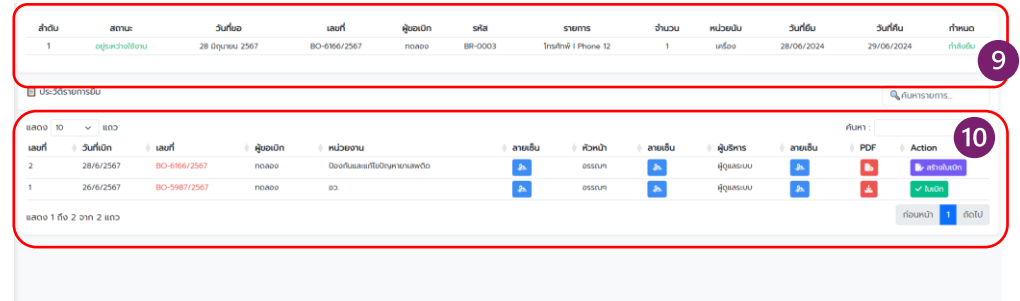 ลำดับ สถานะ วันที่ขอ เลขที่ ผู้ขอเบิก รหัส รายการ จำนวน หน่วยนับ วันที่ยืม วันที่คืน กำหนด
1 อยู่ระหว่างใช้งาน 28 มิถุนายน 2567 BO-6166/2567 ทดลอง BR-0003 โทรศัทพ์ I Phone 12 1 เครื่อง 28/06/2024 29/06/2024 กำลังยืม
9
ประวัติรายการยืม ค้นหารายการ..
แสดง 10 แถว ค้นหา :
10
เลขที่ วันที่เบิก เลขที่ ผู้ขอเบิก หน่วยงาน ลายเซ็น หัวหน้า ลายเซ็น ผู้บริหาร ลายเซ็น PDF Action
2 28/6/2567 BO-6166/2567 ทดลอง ป้องกันและแก้ไขปัญหายาเสพติด อรรณฯ ผู้ดูแลระบบ สร้างใบเบิก
1 26/6/2567 BO-5987/2567 ทดลอง อว. อรรณฯ ผู้ดูแลระบบ ใบเบิก
แสดง 1 ถึง 2 จาก 2 แถว ก่อนหน้า 1 ถัดไป